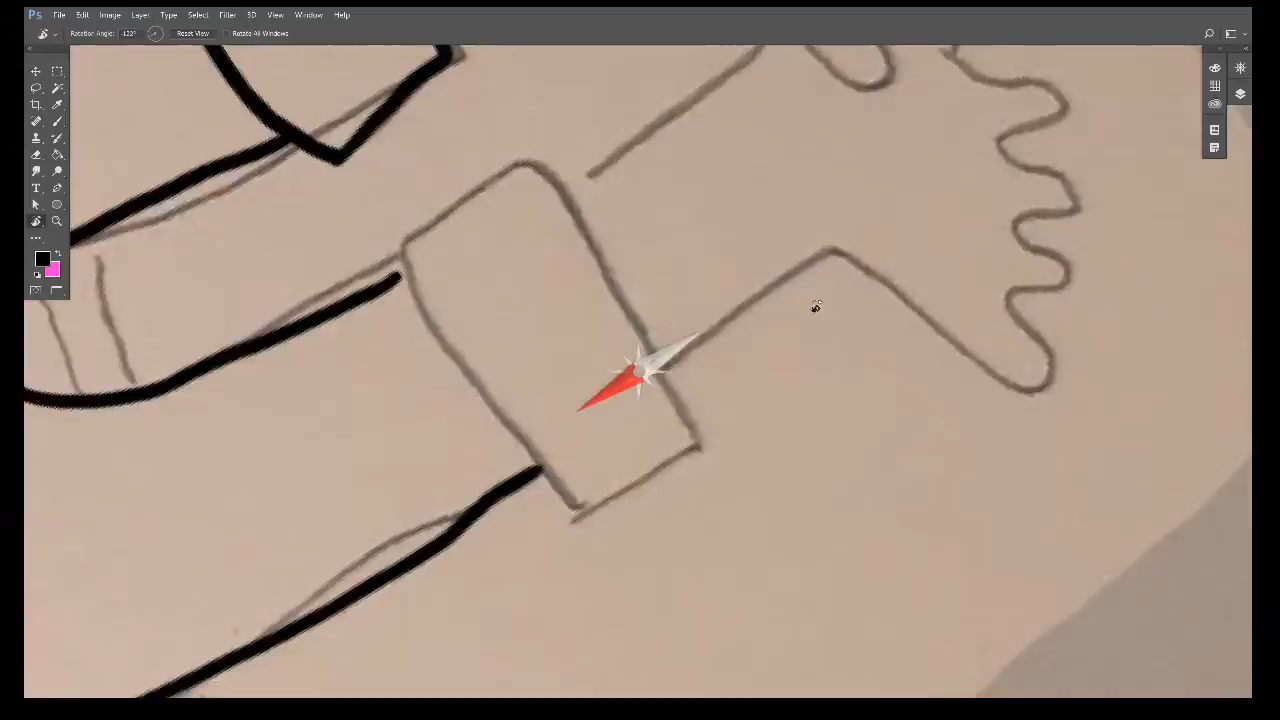 Ps File Edit Image Layer Type Select Filter 3D View Window Help
Rotation Angle: -122° Reset View Rotate All Windows
T